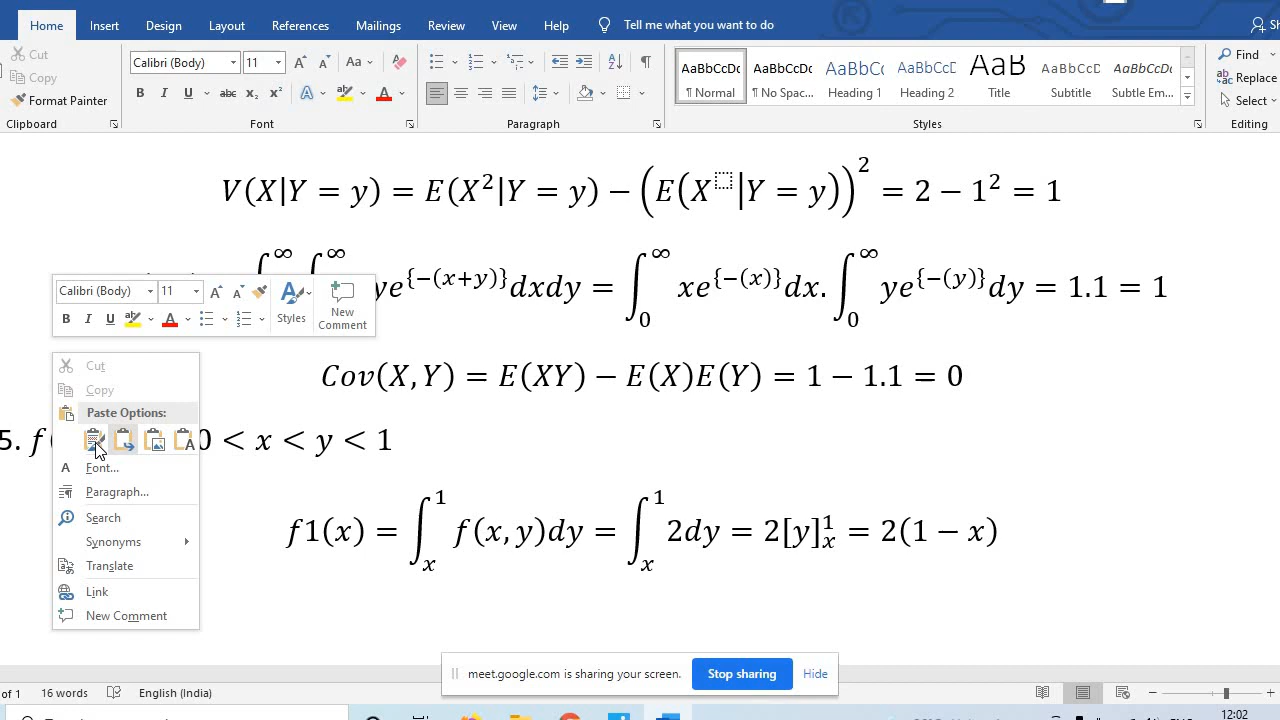 Home Insert Design Layout References Mailings Review View Help Tell me what you want to do
Cut
Copy
Format Painter
Clipboard
Calibri (Body) 11 Aa
B I U abc x₂ x² A A
Font
Paragraph
AaBbCcDc AaBbCcDc AaBbCc AaBbCcD AaB AaBbCcD AaBbCcDc
¶ Normal ¶ No Spac... Heading 1 Heading 2 Title Subtitle Subtle Em...
Styles
Find
Replace
Select
Editing
V(X|Y = y) = E(X²|Y = y) − (E(X|Y = y))² = 2 − 1² = 1
ye^{−(x+y)}dxdy = ∫₀^∞ xe^{−(x)}dx. ∫₀^∞ ye^{−(y)}dy = 1.1 = 1
Calibri (Body) 11 A A Styles New Comment
B I U A
Cov(X, Y) = E(XY) − E(X)E(Y) = 1 − 1.1 = 0
Cut
Copy
Paste Options:
5. f 0 < x < y < 1
Font...
Paragraph...
Search
Synonyms
Translate
Link
New Comment
f1(x) = ∫ₓ¹ f(x, y)dy = ∫ₓ¹ 2dy = 2[y]ₓ¹ = 2(1 − x)
meet.google.com is sharing your screen. Stop sharing Hide
of 1 16 words English (India)
12:02